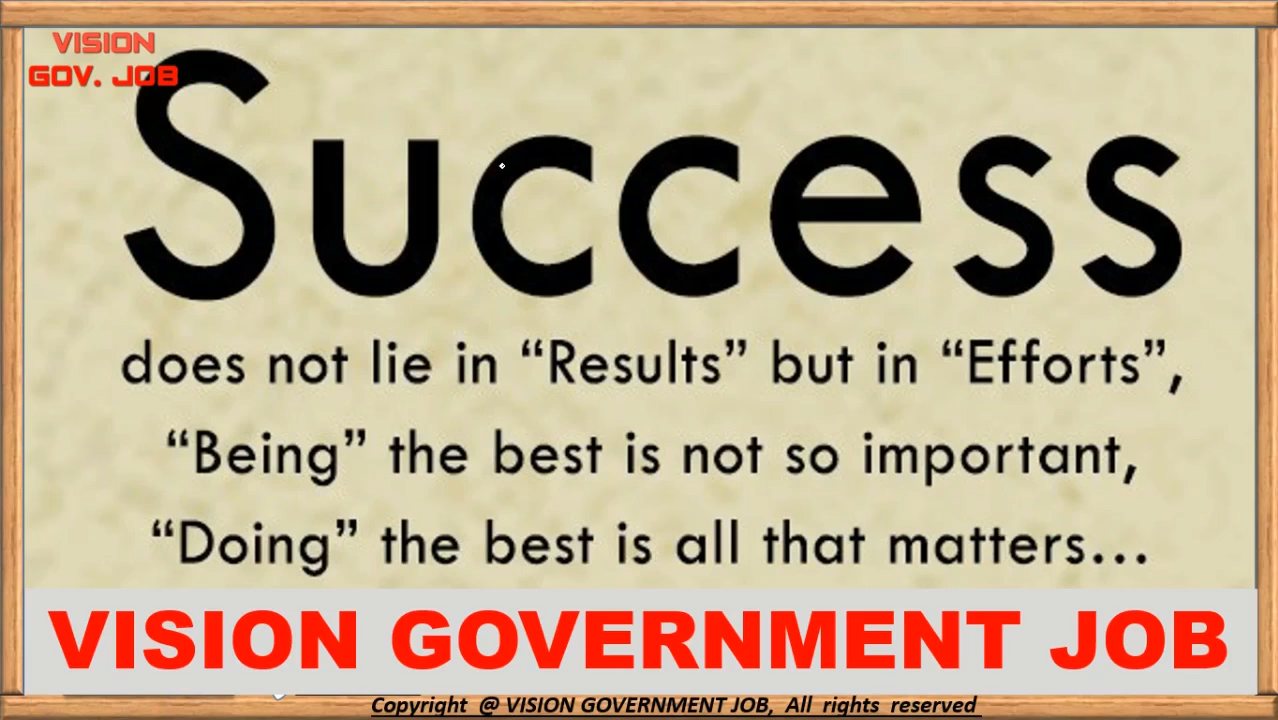 VISION
GOV. JOB
Success
does not lie in “Results” but in “Efforts”,
“Being” the best is not so important,
“Doing” the best is all that matters...
VISION GOVERNMENT JOB
Copyright @ VISION GOVERNMENT JOB, All rights reserved